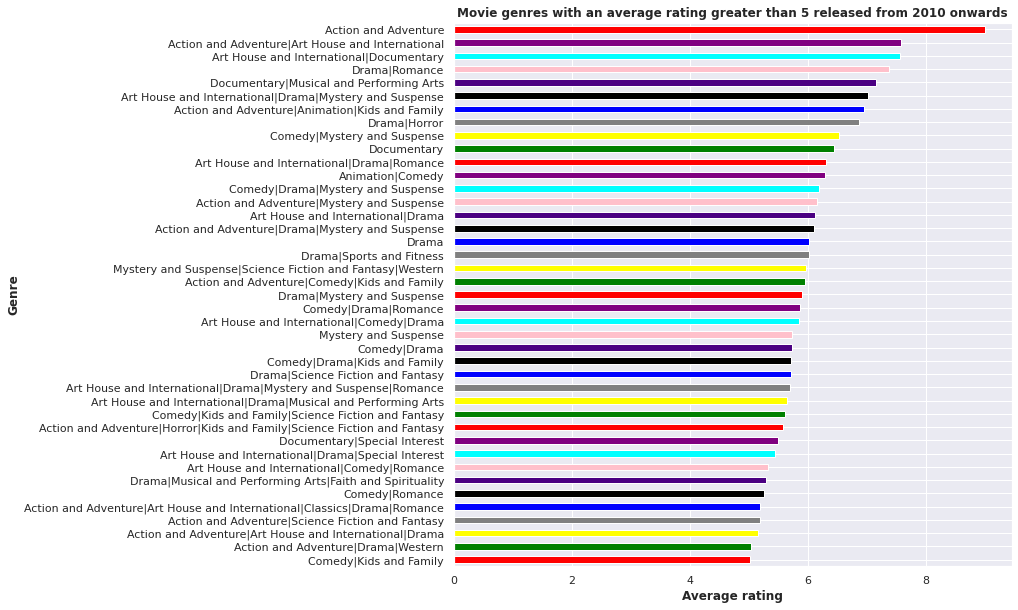 Movie genres with an average rating greater than 5 released from 2010 onwards
Action and Adventure
Action and Adventure|Art House and International
Art House and International|Documentary
Drama|Romance
Documentary|Musical and Performing Arts
Art House and International|Drama|Mystery and Suspense
Action and Adventure|Animation|Kids and Family
Drama|Horror
Comedy|Mystery and Suspense
Documentary
Art House and International|Drama|Romance
Animation|Comedy
Comedy|Drama|Mystery and Suspense
Action and Adventure|Mystery and Suspense
Art House and International|Drama
Action and Adventure|Drama|Mystery and Suspense
Drama
Drama|Sports and Fitness
Mystery and Suspense|Science Fiction and Fantasy|Western
Action and Adventure|Comedy|Kids and Family
Drama|Mystery and Suspense
Comedy|Drama|Romance
Art House and International|Comedy|Drama
Mystery and Suspense
Comedy|Drama
Comedy|Drama|Kids and Family
Drama|Science Fiction and Fantasy
Art House and International|Drama|Mystery and Suspense|Romance
Art House and International|Drama|Musical and Performing Arts
Comedy|Kids and Family|Science Fiction and Fantasy
Action and Adventure|Horror|Kids and Family|Science Fiction and Fantasy
Documentary|Special Interest
Art House and International|Drama|Special Interest
Art House and International|Comedy|Romance
Drama|Musical and Performing Arts|Faith and Spirituality
Comedy|Romance
Action and Adventure|Art House and International|Classics|Drama|Romance
Action and Adventure|Science Fiction and Fantasy
Action and Adventure|Art House and International|Drama
Action and Adventure|Drama|Western
Comedy|Kids and Family
Genre
0 2 4 6 8
Average rating